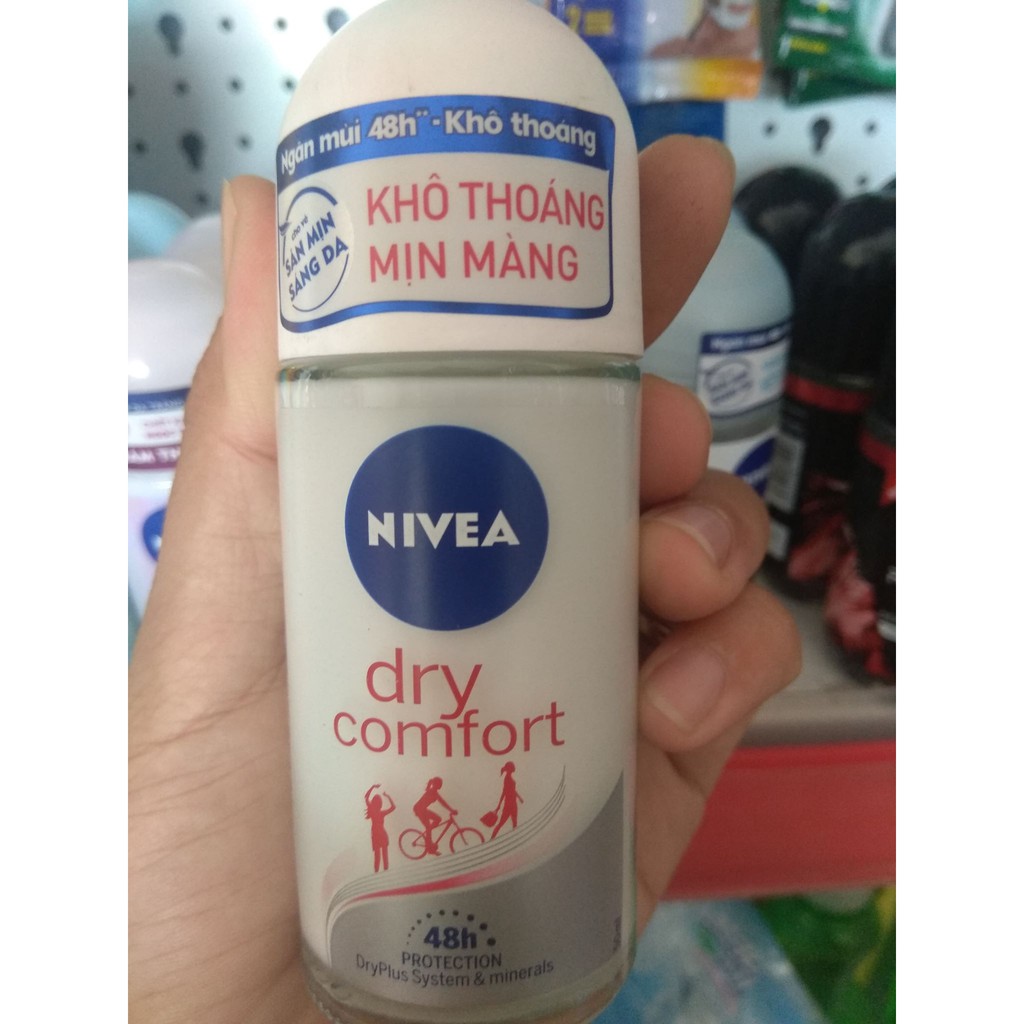 Ngăn mùi 48h** - Khô thoáng
cho vẻ
SĂN MỊN
SÁNG DA
KHÔ THOÁNG
MỊN MÀNG
NIVEA
dry
comfort
48h
PROTECTION
DryPlus System & minerals